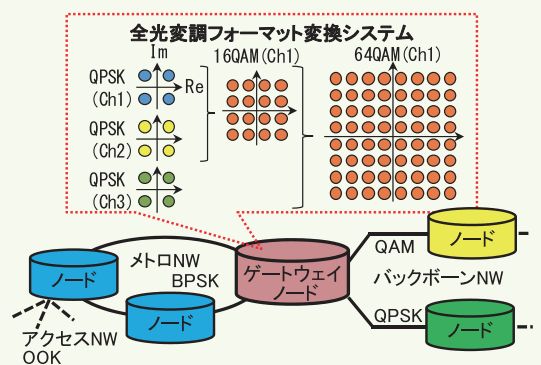 全光変調フォーマット変換システム
Im
16QAM(Ch1)
64QAM(Ch1)
QPSK
(Ch1)
Re
QPSK
(Ch2)
QPSK
(Ch3)
メトロNW
BPSK
ゲートウェイ
ノード
QAM
ノード
バックボーンNW
ノード
ノード
QPSK
ノード
アクセスNW
OOK